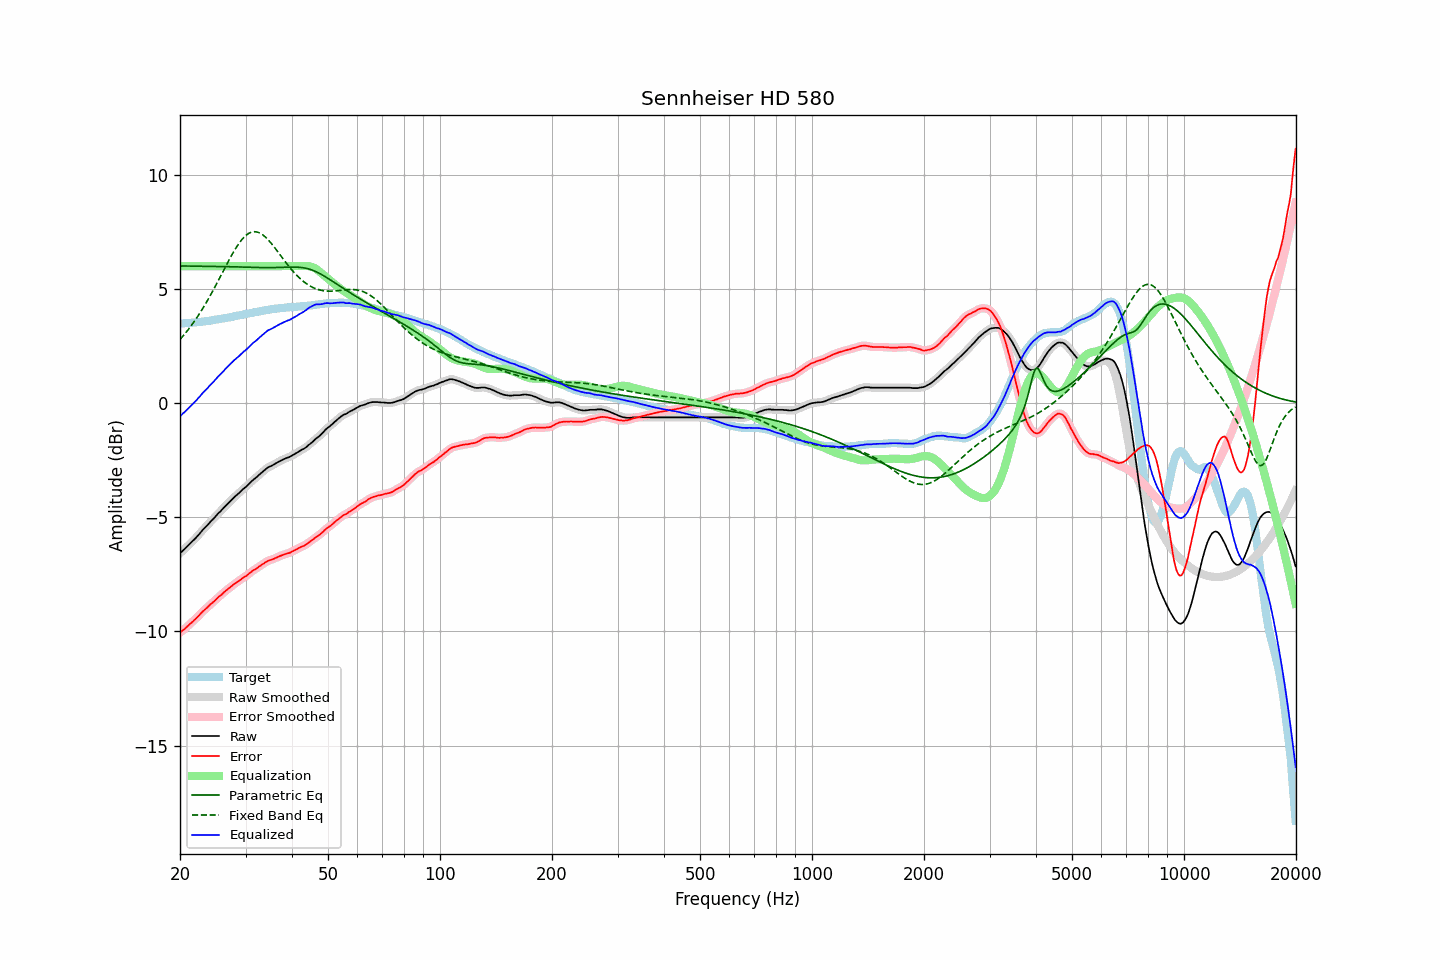 Sennheiser HD 580
Amplitude (dBr)
10
5
0
−5
−10
−15
Target
Raw Smoothed
Error Smoothed
Raw
Error
Equalization
Parametric Eq
Fixed Band Eq
Equalized
20 50 100 200 500 1000 2000 5000 10000 20000
Frequency (Hz)